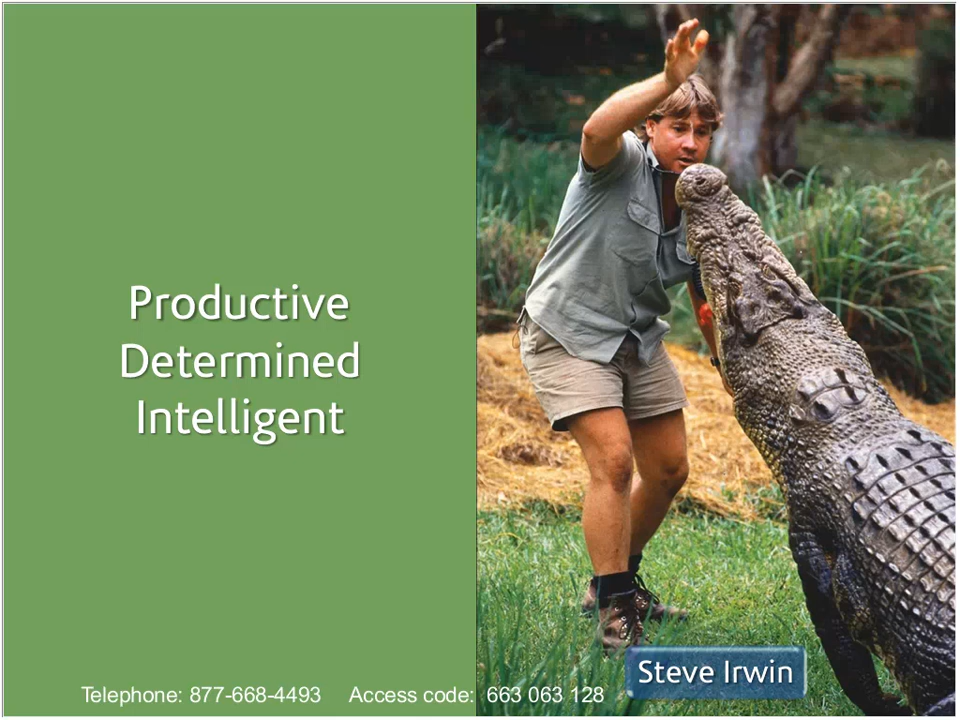 Productive
Determined
Intelligent
Steve Irwin
Telephone: 877-668-4493 Access code: 663 063 128